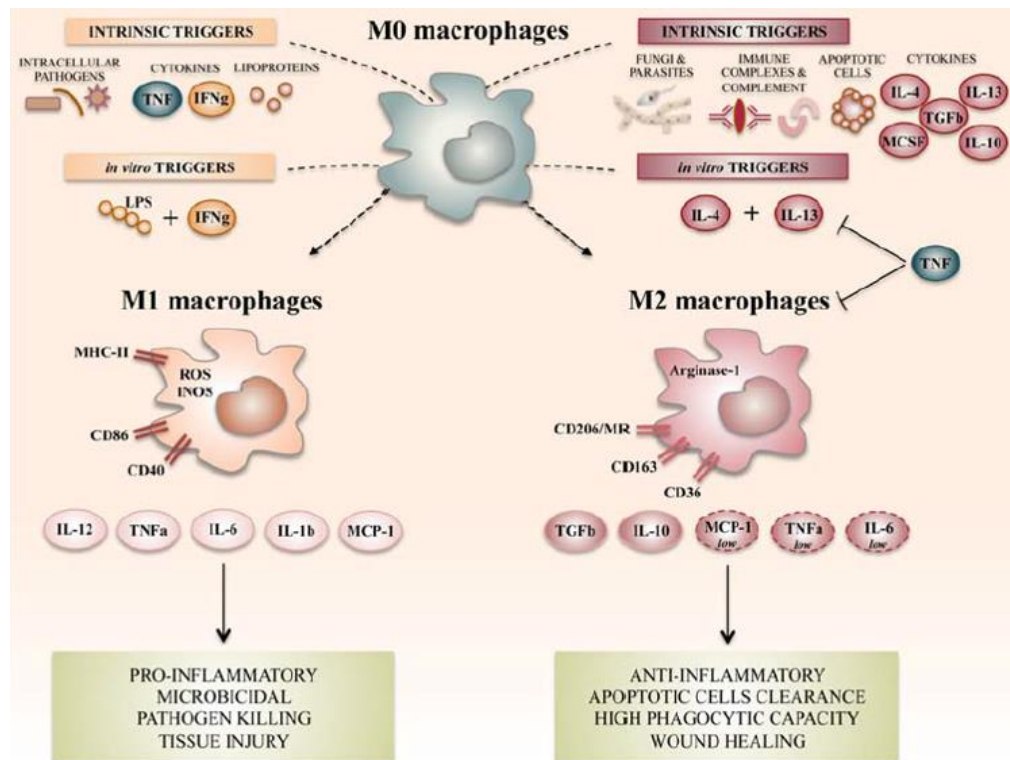 M0 macrophages
INTRINSIC TRIGGERS
INTRACELLULAR
PATHOGENS
CYTOKINES
LIPOPROTEINS
TNF
IFNg
in vitro TRIGGERS
LPS
+
IFNg
INTRINSIC TRIGGERS
FUNGI &
PARASITES
IMMUNE
COMPLEXES &
COMPLEMENT
APOPTOTIC
CELLS
CYTOKINES
IL-4
IL-13
TGFb
MCSF
IL-10
in vitro TRIGGERS
IL-4
+
IL-13
TNF
M1 macrophages
MHC-II
ROS
INOS
CD86
CD40
IL-12
TNFa
IL-6
IL-1b
MCP-1
PRO-INFLAMMATORY
MICROBICIDAL
PATHOGEN KILLING
TISSUE INJURY
M2 macrophages
Arginase-1
CD206/MR
CD163
CD36
TGFb
IL-10
MCP-1
low
TNFa
low
IL-6
low
ANTI-INFLAMMATORY
APOPTOTIC CELLS CLEARANCE
HIGH PHAGOCYTIC CAPACITY
WOUND HEALING